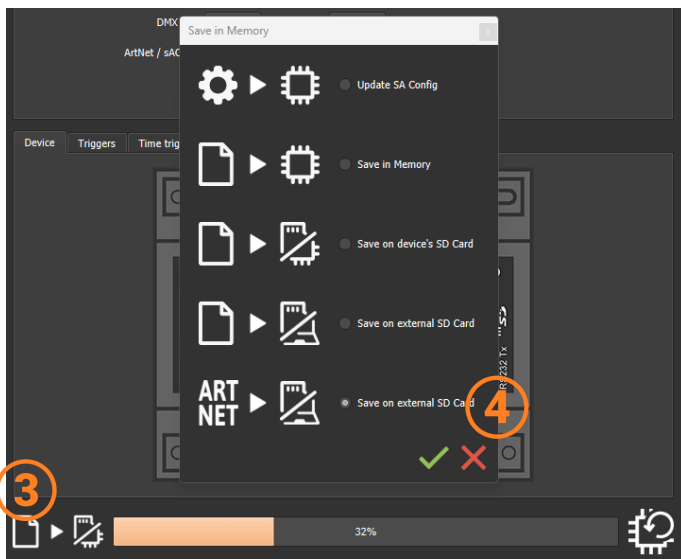 DMX
Save in Memory
ArtNet / sAC
Update SA Config
Device Triggers Time trig
Save in Memory
Save on device's SD Card
Save on external SD Card
RS232 Tx
ART
NET
Save on external SD Card
4
3
32%